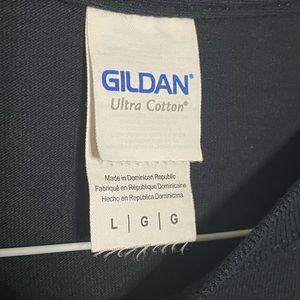 GILDAN®
Ultra Cotton®
Made in Dominican Republic
Fabriqué en République Dominicaine
Hecho en República Dominicana
L | G | G